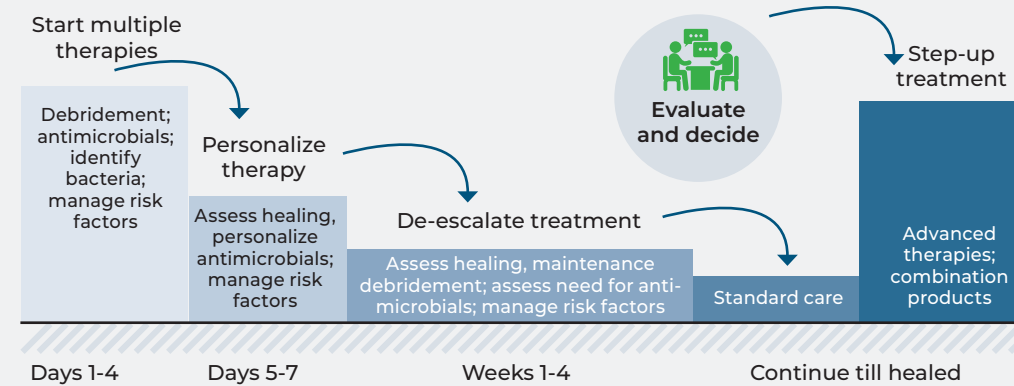 Start multiple
therapies
Debridement;
antimicrobials;
identify
bacteria;
manage risk
factors
Personalize
therapy
Assess healing,
personalize
antimicrobials;
manage risk
factors
De-escalate treatment
Assess healing, maintenance
debridement; assess need for anti-
microbials; manage risk factors
Standard care
Evaluate
and decide
Step-up
treatment
Advanced
therapies;
combination
products
Days 1-4
Days 5-7
Weeks 1-4
Continue till healed